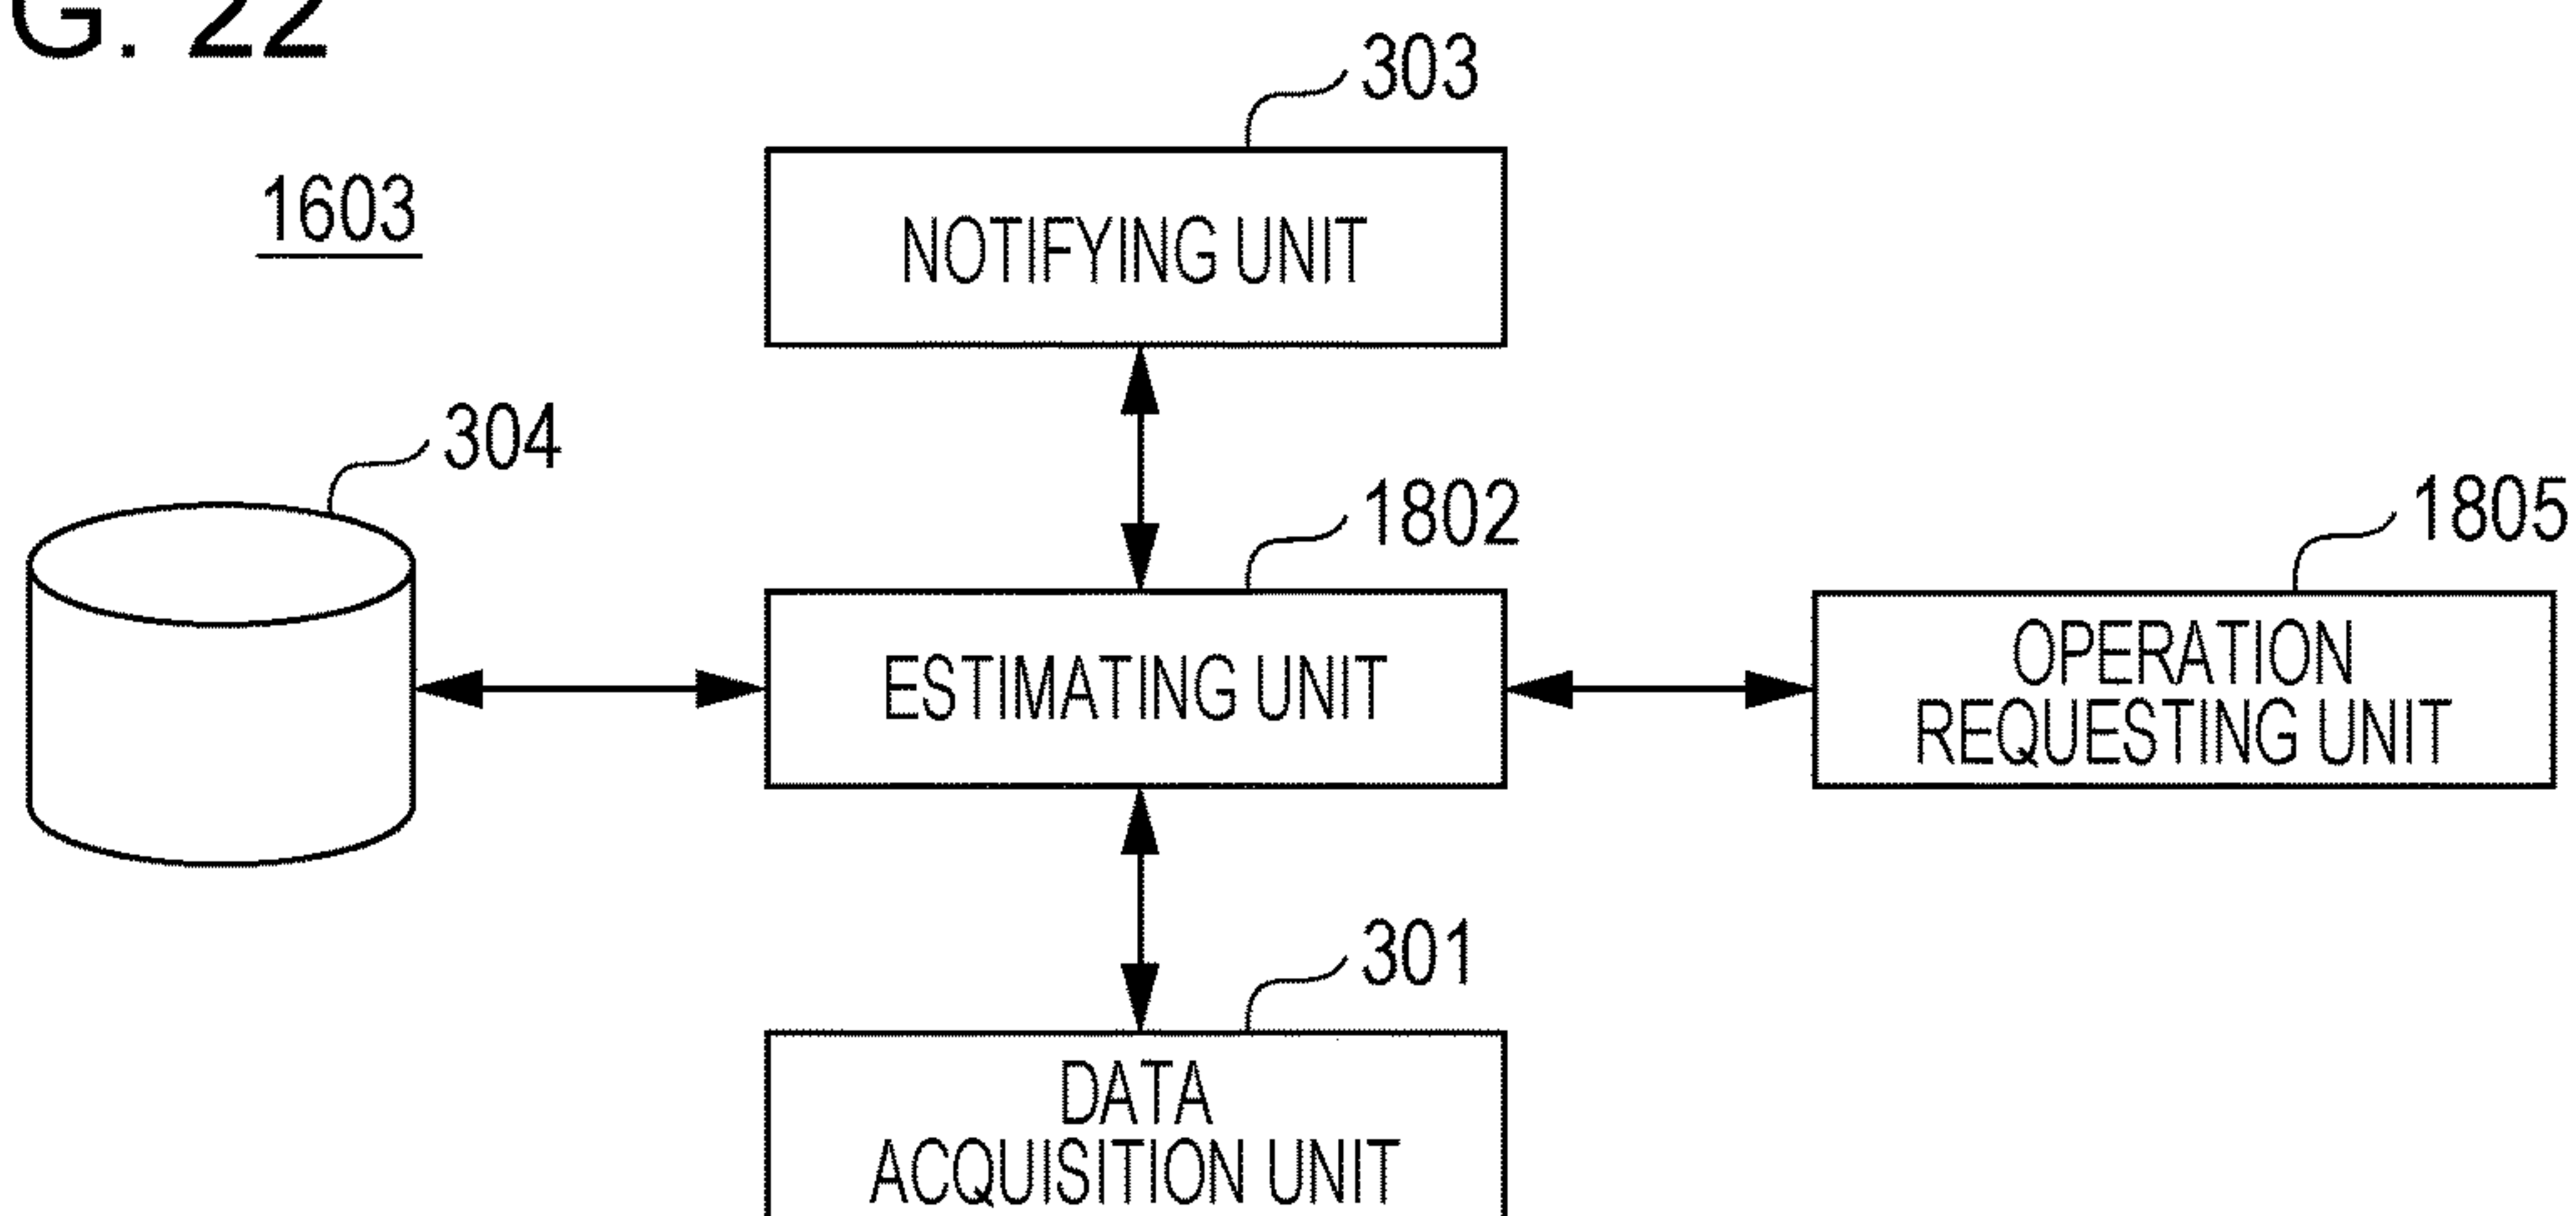 G. 22
303
1603
NOTIFYING UNIT
304
1802
1805
ESTIMATING UNIT
OPERATION
REQUESTING UNIT
301
DATA
ACQUISITION UNIT